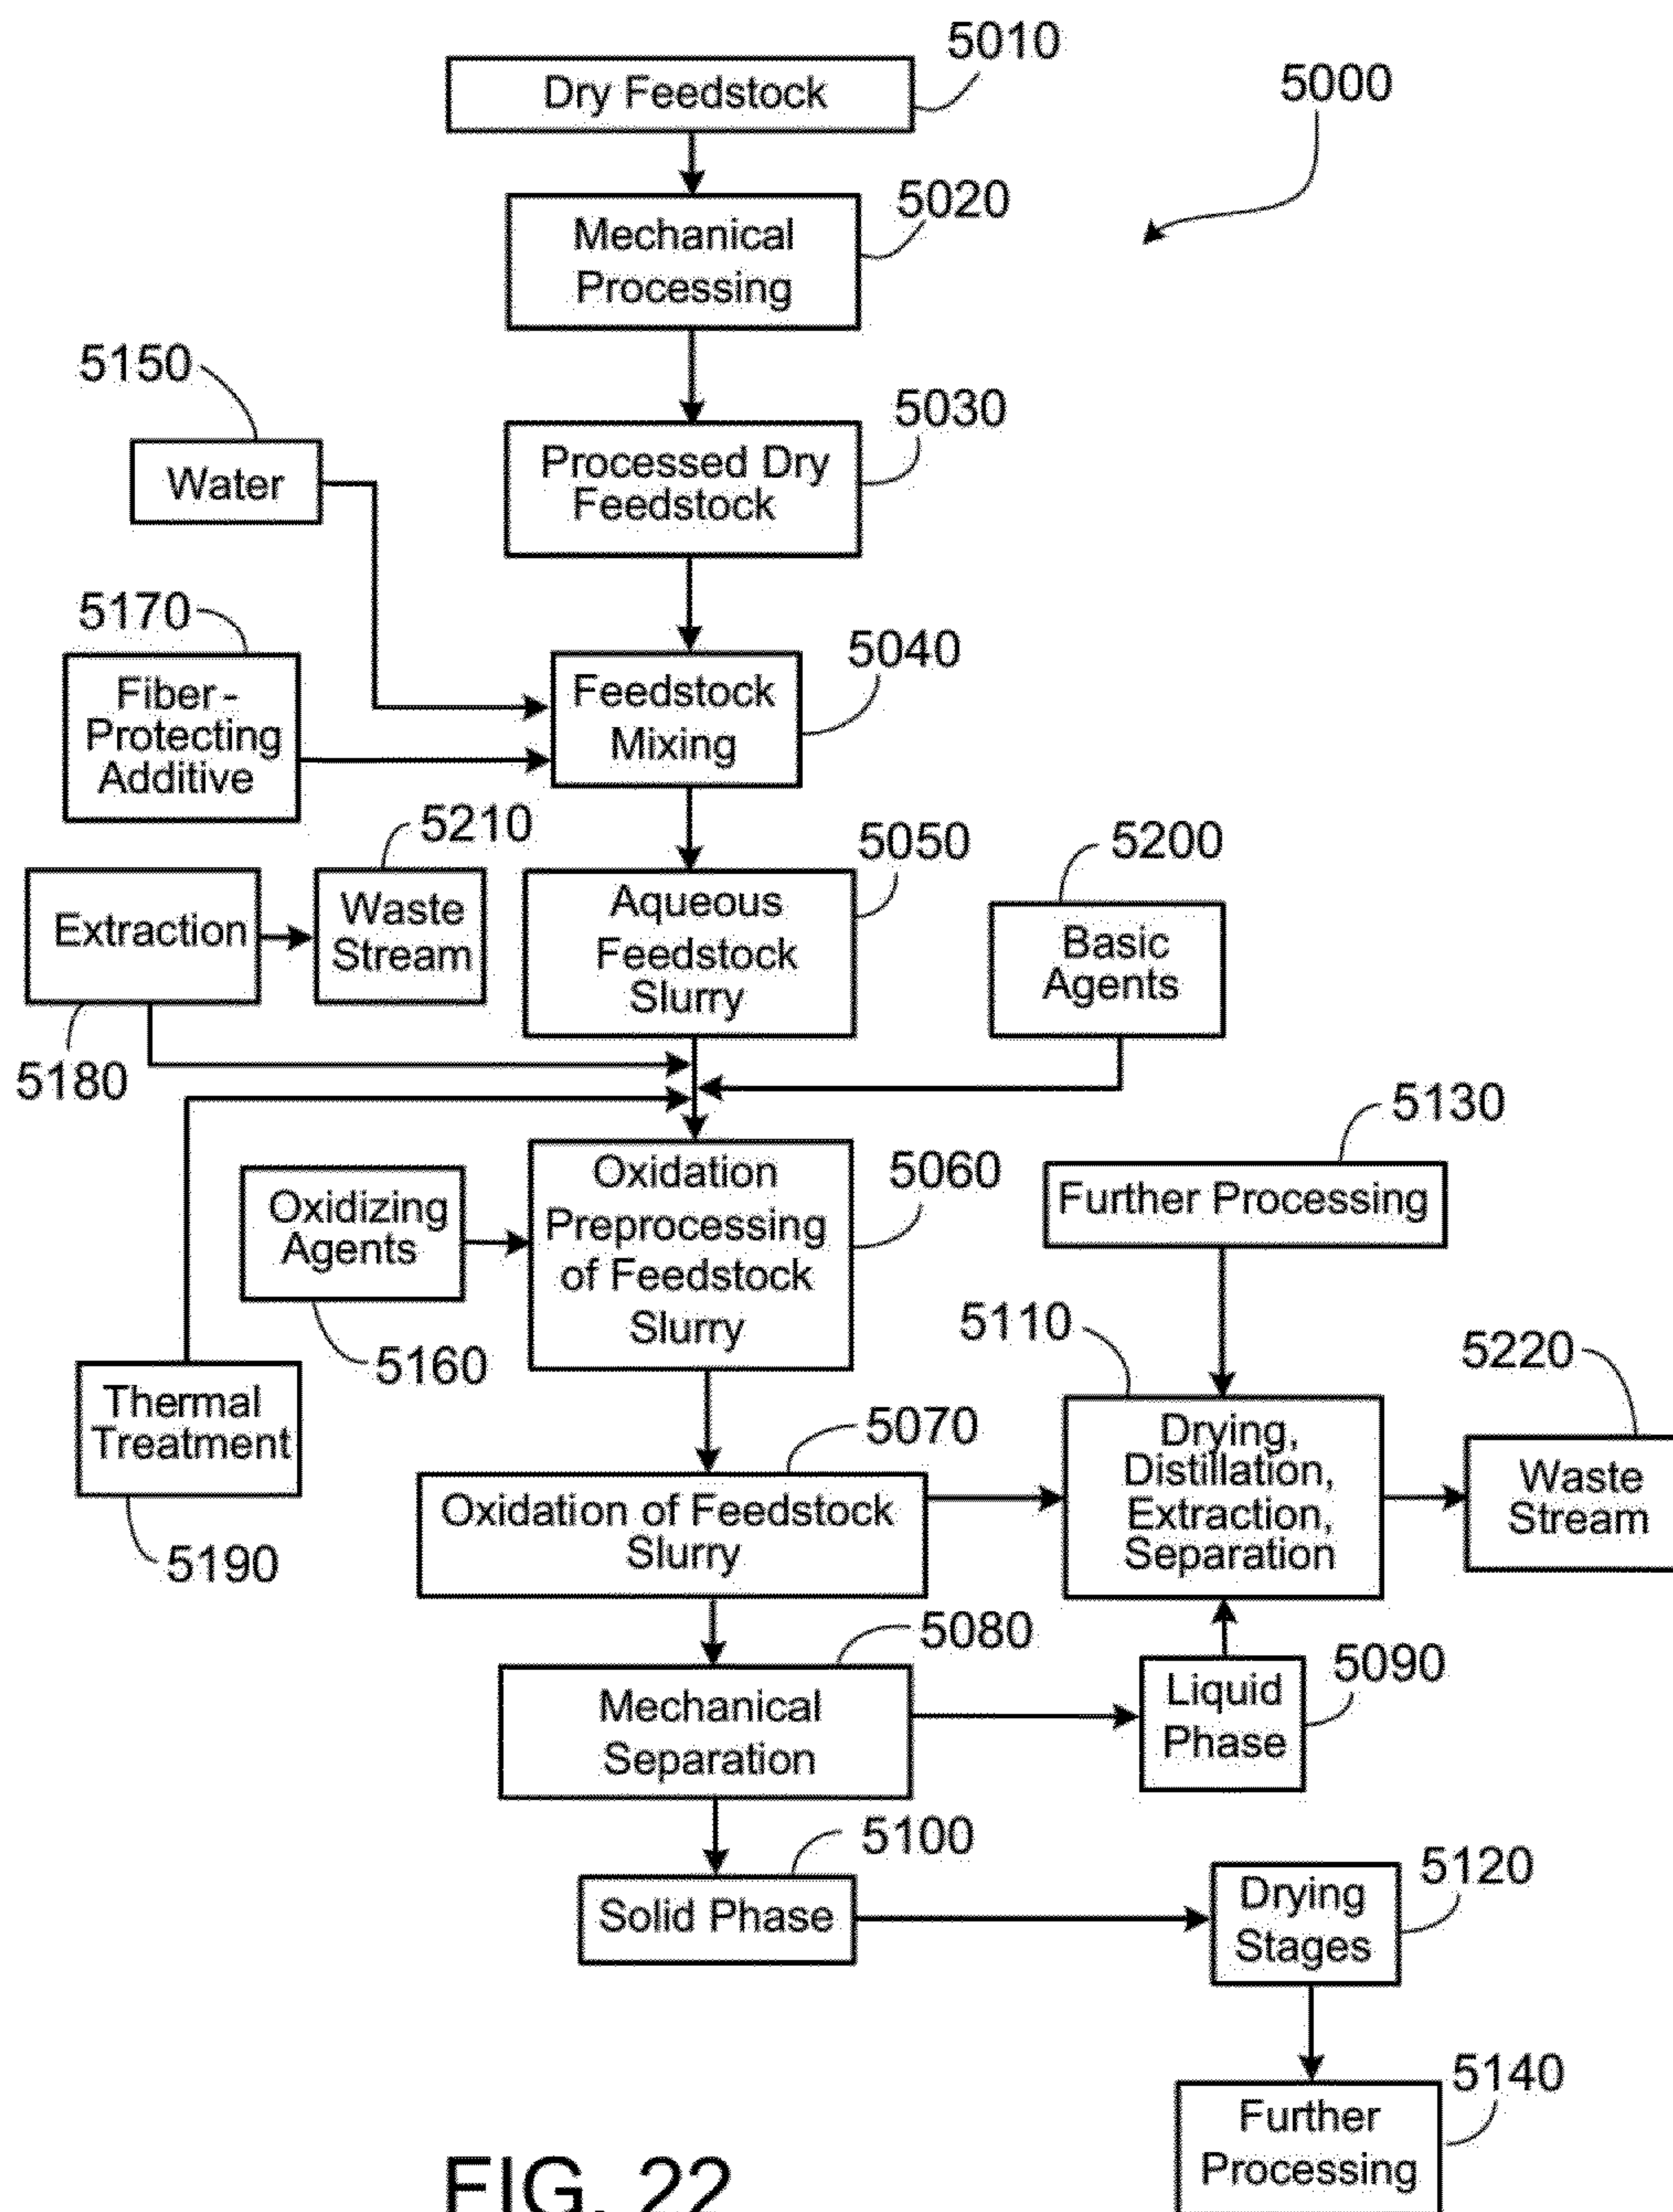 5010
Dry Feedstock
5000
5020
Mechanical
Processing
5150
5030
Water
Processed Dry
Feedstock
5170
5040
Fiber-
Protecting
Additive
Feedstock
Mixing
5210
5050
5200
Extraction
Waste
Stream
Aqueous
Feedstock
Slurry
Basic
Agents
5180
5130
5060
Further Processing
Oxidizing
Agents
Oxidation
Preprocessing
of Feedstock
Slurry
5160
5110
5220
Thermal
Treatment
5190
5070
Oxidation of Feedstock
Slurry
Drying,
Distillation,
Extraction,
Separation
Waste
Stream
5080
5090
Mechanical
Separation
Liquid
Phase
5100
5120
Solid Phase
Drying
Stages
5140
Further
Processing
FIG. 22